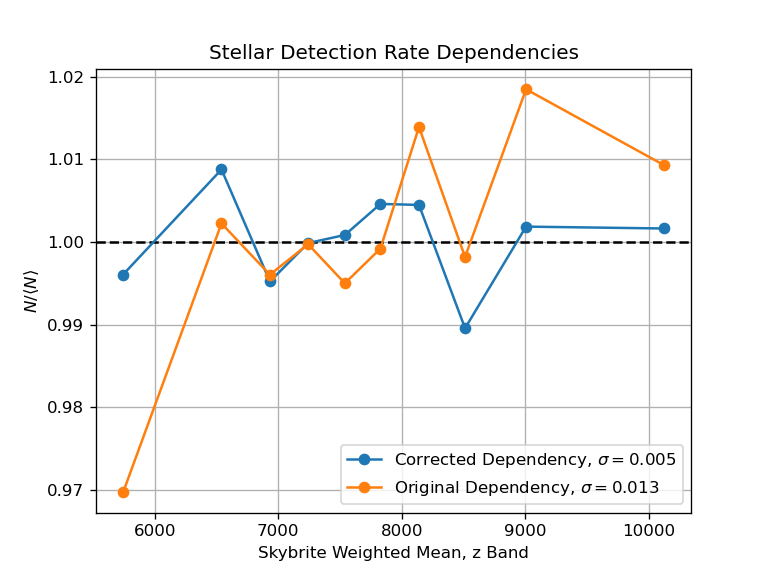 Stellar Detection Rate Dependencies
1.02
1.01
1.00
0.99
0.98
0.97
N/⟨N⟩
Corrected Dependency, σ = 0.005
Original Dependency, σ = 0.013
6000 7000 8000 9000 10000
Skybrite Weighted Mean, z Band